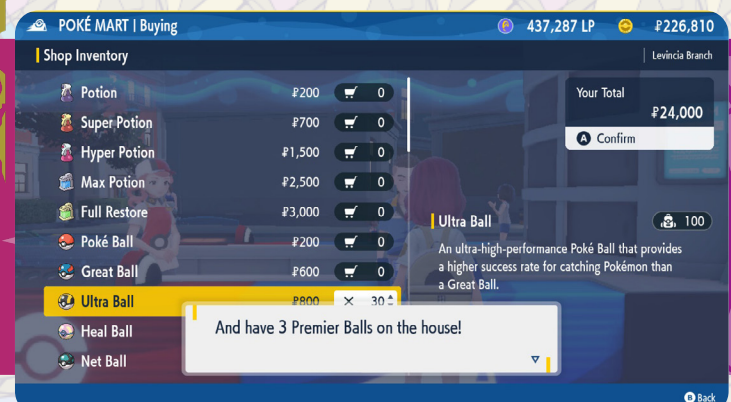 POKÉ MART | Buying
437,287 LP
₽226,810
Shop Inventory
Levincia Branch
Potion ₽200 0
Super Potion ₽700 0
Hyper Potion ₽1,500 0
Max Potion ₽2,500 0
Full Restore ₽3,000 0
Poké Ball ₽200 0
Great Ball ₽600 0
Ultra Ball ₽800 × 30
Heal Ball
Net Ball
Your Total
₽24,000
A Confirm
Ultra Ball
100
An ultra-high-performance Poké Ball that provides
a higher success rate for catching Pokémon than
a Great Ball.
And have 3 Premier Balls on the house!
B Back